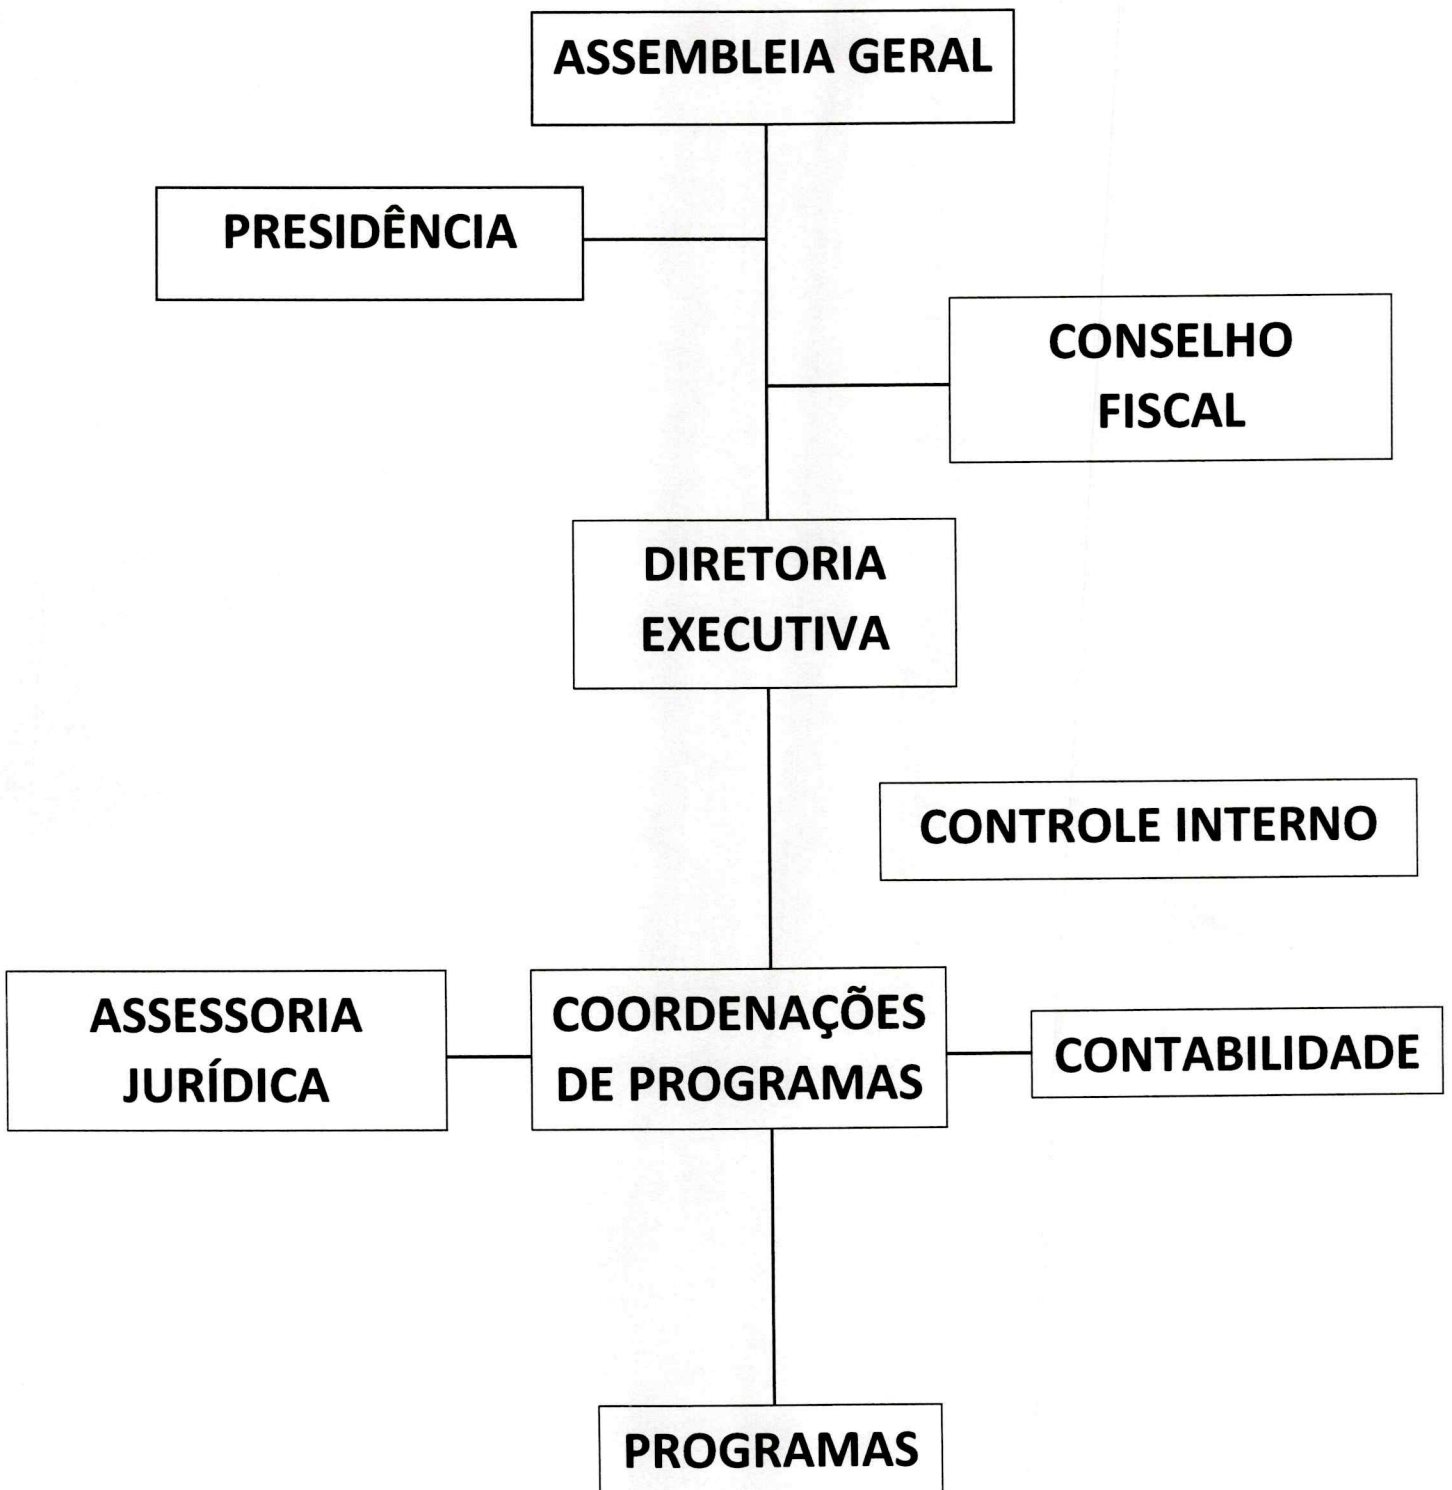 ASSEMBLEIA GERAL
PRESIDÊNCIA
CONSELHO
FISCAL
DIRETORIA
EXECUTIVA
CONTROLE INTERNO
ASSESSORIA
JURÍDICA
COORDENAÇÕES
DE PROGRAMAS
CONTABILIDADE
PROGRAMAS